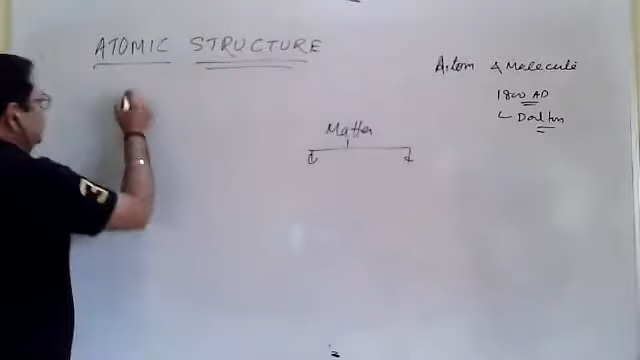 ATOMIC STRUCTURE
Atom & Molecule
1800 AD
Dalton
Matter